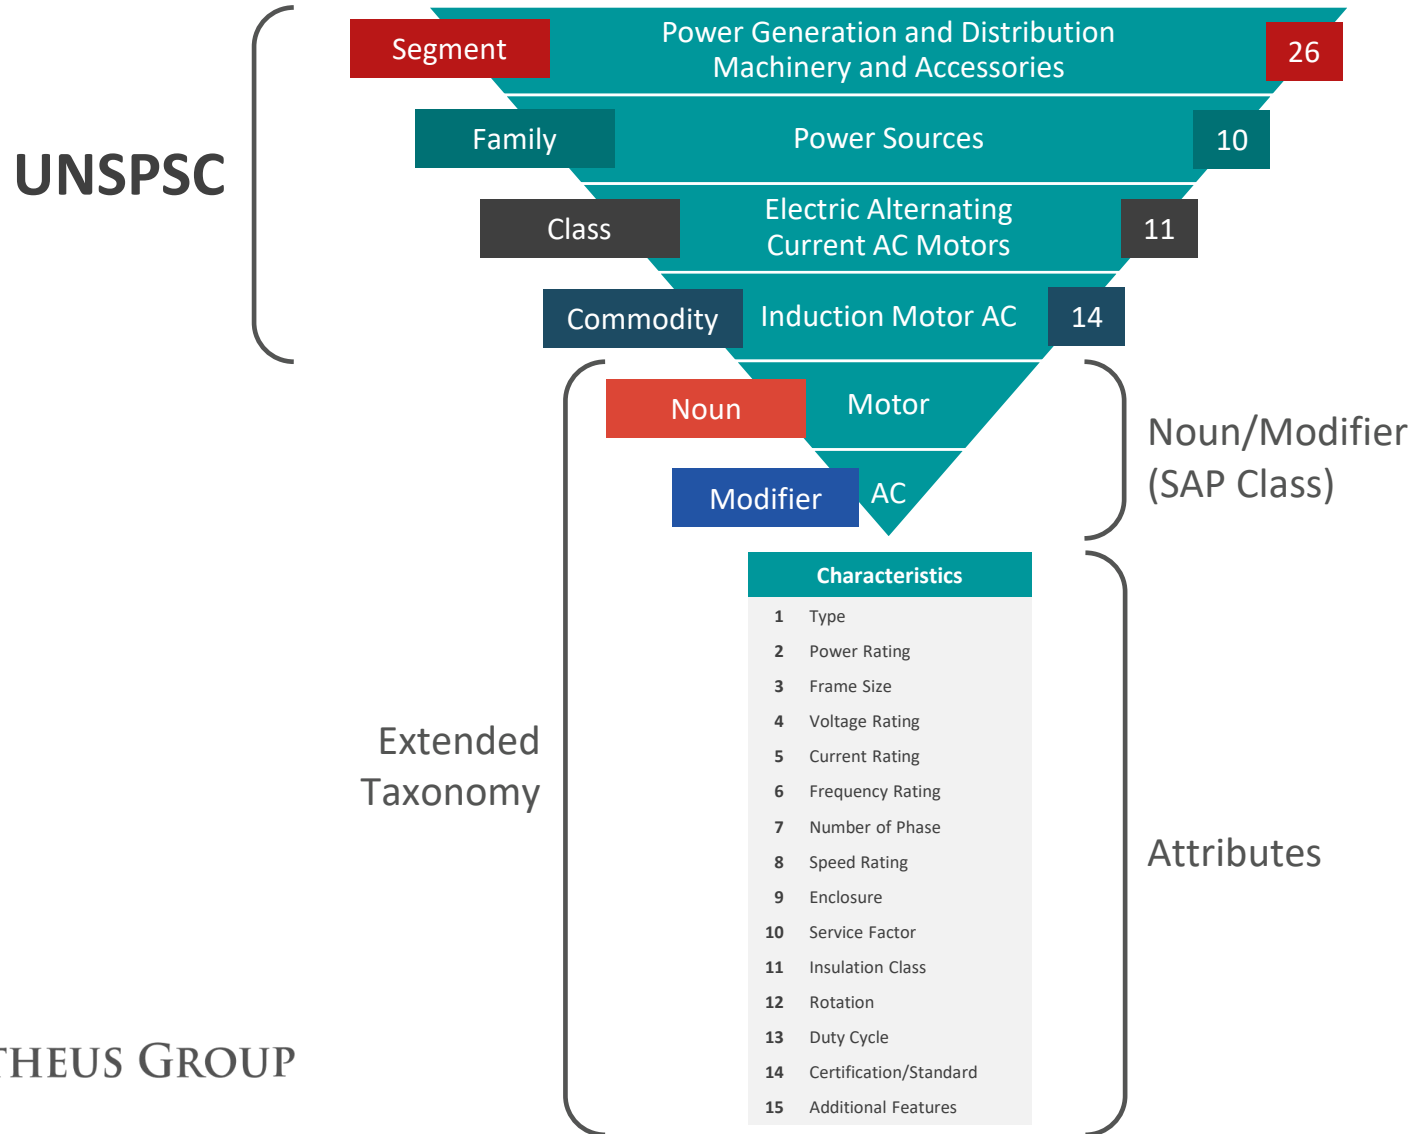 Segment
Power Generation and Distribution
Machinery and Accessories
26
Family
Power Sources
10
UNSPSC
Class
Electric Alternating
Current AC Motors
11
Commodity
Induction Motor AC
14
Noun
Motor
Modifier
AC
Noun/Modifier
(SAP Class)
Characteristics
1 Type
2 Power Rating
3 Frame Size
4 Voltage Rating
5 Current Rating
6 Frequency Rating
7 Number of Phase
8 Speed Rating
9 Enclosure
10 Service Factor
11 Insulation Class
12 Rotation
13 Duty Cycle
14 Certification/Standard
15 Additional Features
Extended
Taxonomy
Attributes
THEUS GROUP